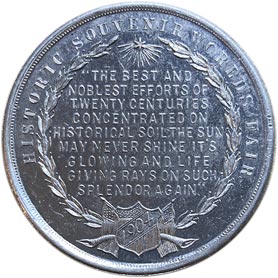 HISTORIC SOUVENIR WORLD'S FAIR
"THE BEST AND
NOBLEST EFFORTS OF
TWENTY CENTURIES
CONCENTRATED ON
HISTORICAL SOIL THE SUN
MAY NEVER SHINE IT'S
GLOWING AND LIFE
GIVING RAYS ON SUCH
SPLENDOR AGAIN"
1904